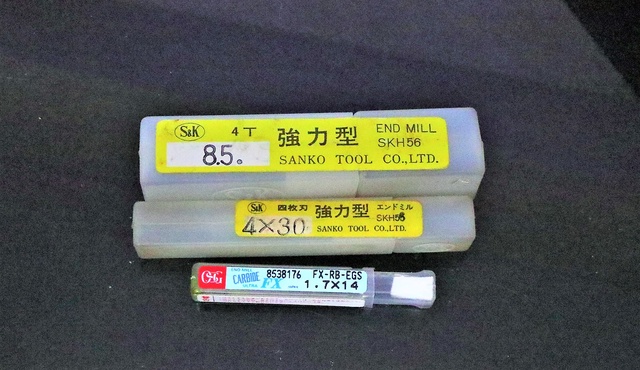 S&K 4T 強力型 END MILL
8.5. SKH56
SANKO TOOL CO.,LTD.
S&K 四枚刃 強力型 エンドミル
4×30 SKH56
SANKO TOOL CO.,LTD.
OSG END MILL 8538176 FX-RB-EGS
CARBIDE
ULTRA FX 1.7×14